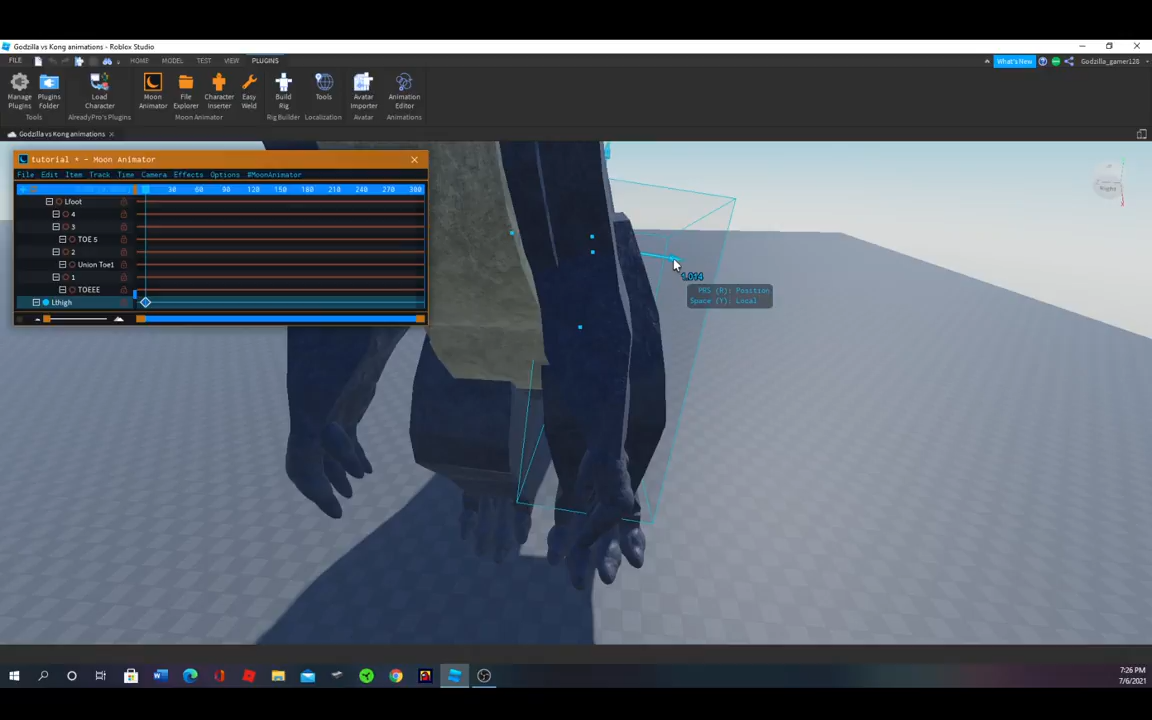 Godzilla vs Kong animations - Roblox Studio
FILE HOME MODEL TEST VIEW PLUGINS What's New Godzilla_gamer128
Manage Plugins Plugins Folder Load Character Moon Animator File Explorer Character Inserter Easy Weld Build Rig Tools Avatar Importer Animation Editor
Tools AlreadyPro's Plugins Moon Animator Rig Builder Localization Avatar Animations
Godzilla vs Kong animations
tutorial * - Moon Animator
File Edit Item Track Time Camera Effects Options #MoonAnimator
30 60 90 120 150 180 210 240 270 300
Lfoot
4
3
TOE 5
2
Union Toe1
1
TOEEE
Lthigh
1.014
PRS (R): Position
Space (Y): Local
Right
7:26 PM
7/6/2021